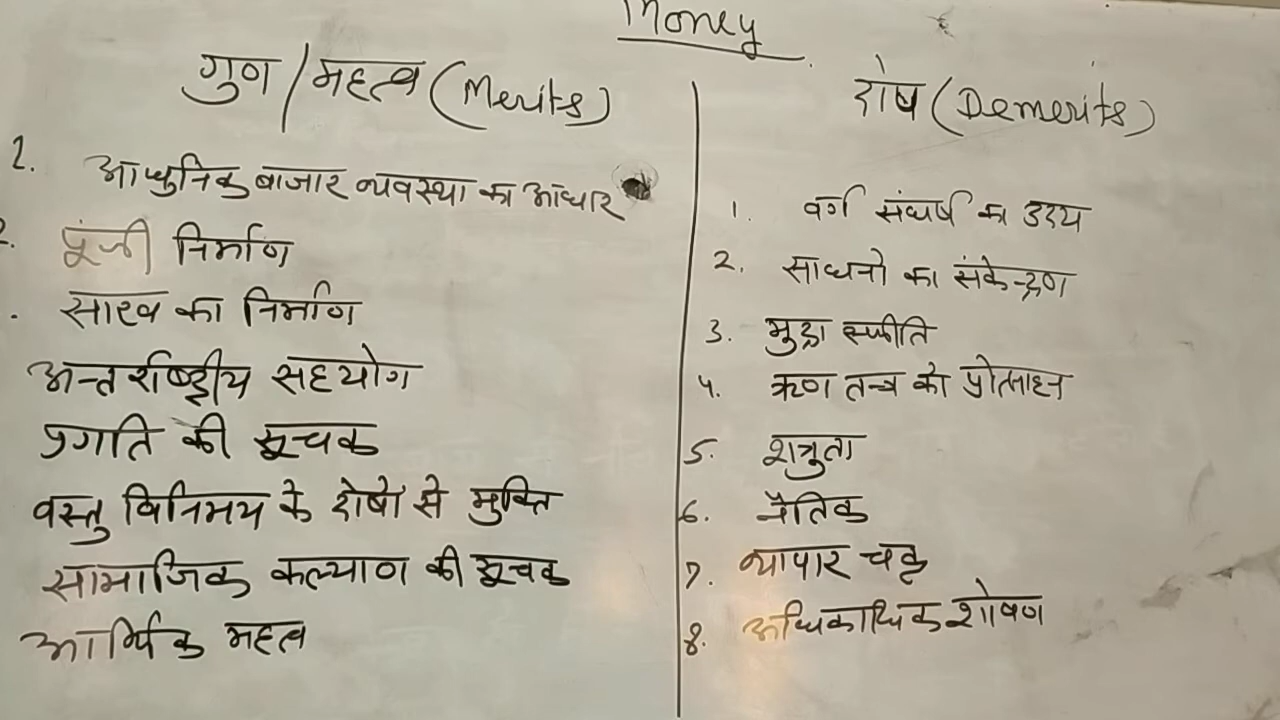 Money
गुण / महत्व (Merits)
1. आधुनिक बाजार व्यवस्था का आधार
2. पूंजी निर्माण
. साख का निर्माण
अन्तर्राष्ट्रीय सहयोग
प्रगति की सूचक
वस्तु विनिमय के दोषों से मुक्ति
सामाजिक कल्याण की सूचक
आर्थिक महत्व
दोष (Demerits)
1. वर्ग संघर्ष का उदय
2. साधनो का संकेन्द्रण
3. मुद्रा स्फीति
4. ऋण तन्त्र को प्रोत्साहन
5. शत्रुता
6. नैतिक
7. व्यापार चक्र
8. अधिकाधिक शोषण